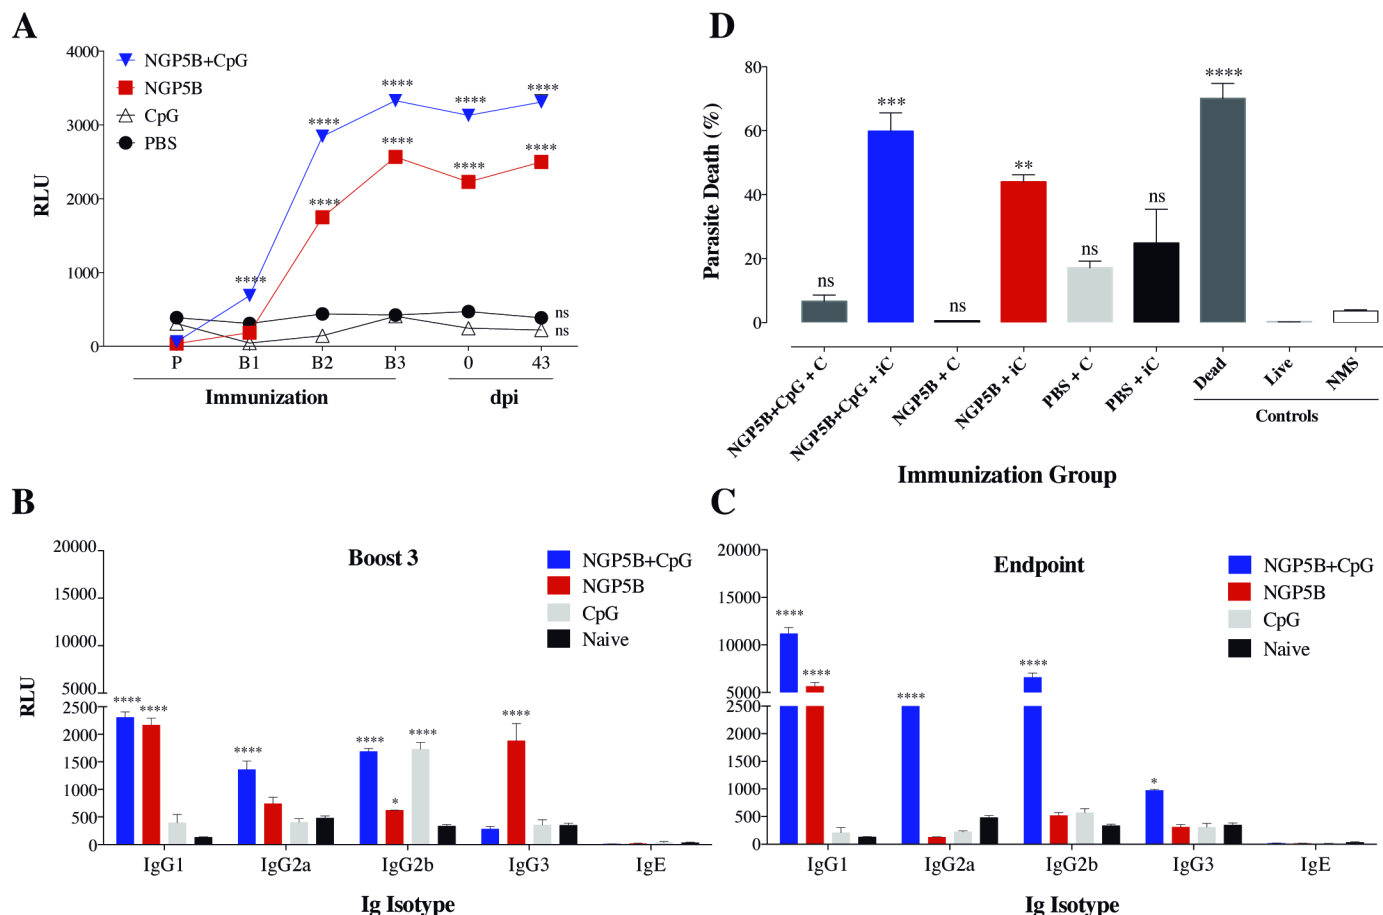 A
4000
3000
2000
1000
0
RLU
NGP5B+CpG
NGP5B
CpG
PBS
****
****
****
****
****
****
****
****
****
ns
ns
P B1 B2 B3 0 43
Immunization dpi
D
80
60
40
20
0
Parasite Death (%)
ns
***
ns
**
ns
ns
****
NGP5B+CpG + C
NGP5B+CpG + iC
NGP5B + C
NGP5B + iC
PBS + C
PBS + iC
Dead
Live
NMS
Controls
Immunization Group
B
Boost 3
20000
15000
10000
5000
2500
2000
1500
1000
500
0
RLU
NGP5B+CpG
NGP5B
CpG
Naive
**** ****
****
**** * ****
****
IgG1 IgG2a IgG2b IgG3 IgE
Ig Isotype
C
Endpoint
20000
15000
10000
5000
2500
2000
1500
1000
500
0
NGP5B+CpG
NGP5B
CpG
Naive
**** ****
****
****
*
IgG1 IgG2a IgG2b IgG3 IgE
Ig Isotype